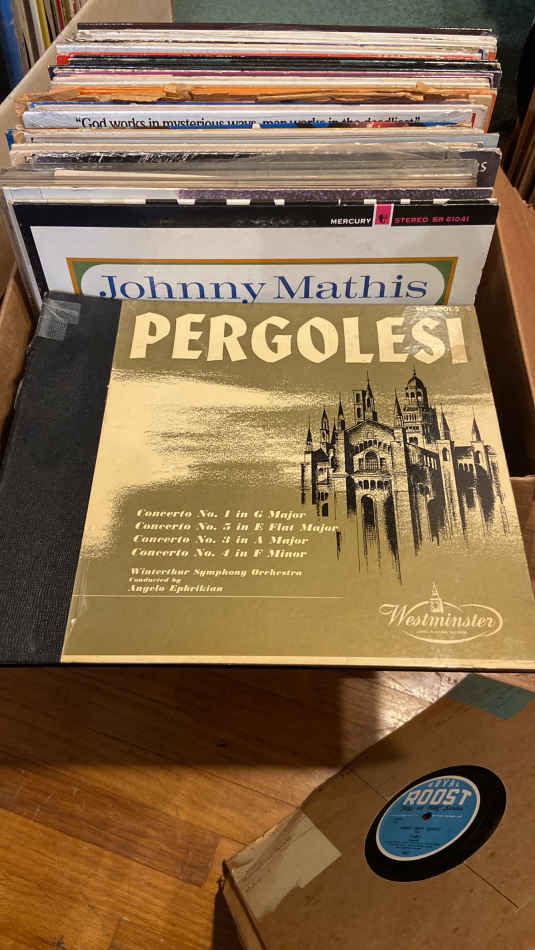 "God works in mysterious ways, man works in the deadliest"
MERCURY STEREO SR 61041
Johnny Mathis
PERGOLESI
Concerto No. 1 in G Major
Concerto No. 5 in E Flat Major
Concerto No. 3 in A Major
Concerto No. 4 in F Minor
Winterthur Symphony Orchestra
Conducted by
Angelo Ephrikian
Westminster
ROYAL
ROOST